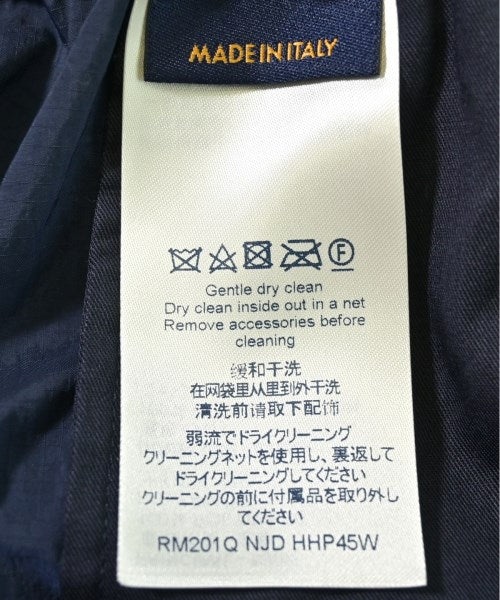 MADE IN ITALY
F
Gentle dry clean
Dry clean inside out in a net
Remove accessories before
cleaning
缓和干洗
在网袋里从里到外干洗
清洗前请取下配饰
弱流でドライクリーニング
クリーニングネットを使用し、裏返して
ドライクリーニングしてください
クリーニングの前に付属品を取り外し
てください
RM201Q NJD HHP45W